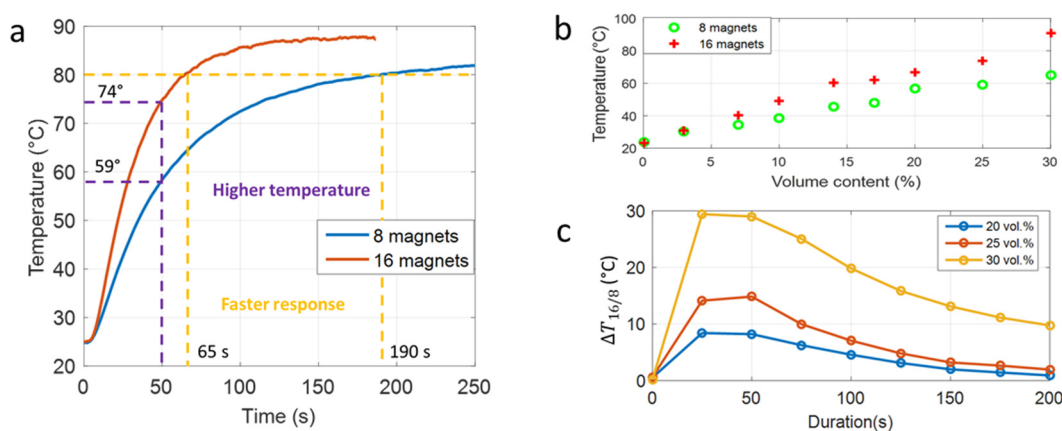 a
Temperature (°C)
90
80
70
60
50
40
30
20
74°
59°
Higher temperature
8 magnets
16 magnets
Faster response
65 s
190 s
0
50
100
150
200
250
Time (s)
b
Temperature (°C)
100
80
60
40
20
8 magnets
16 magnets
0
5
10
15
20
25
30
Volume content (%)
c
ΔT16/8 (°C)
30
20
10
0
20 vol.%
25 vol.%
30 vol.%
0
50
100
150
200
Duration(s)